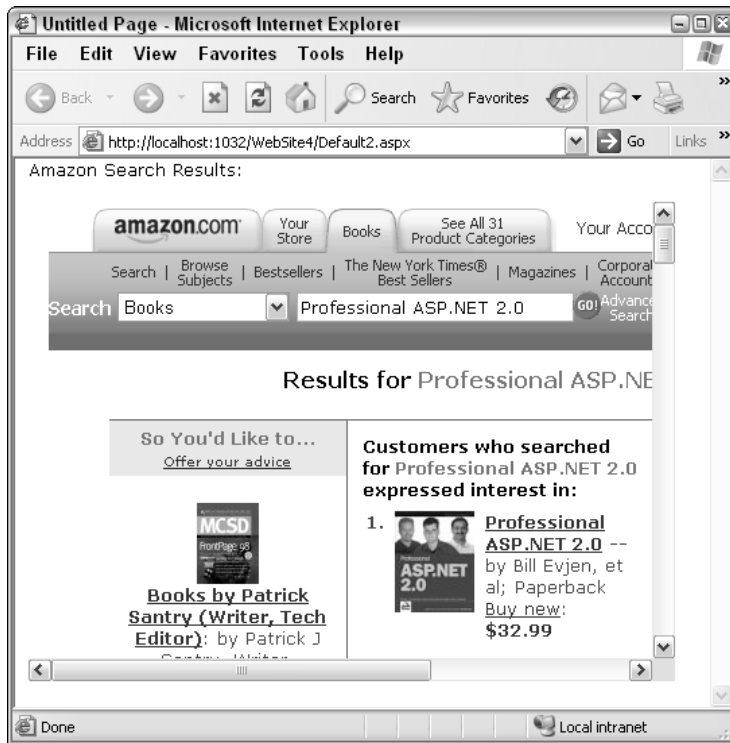 Untitled Page - Microsoft Internet Explorer
File Edit View Favorites Tools Help
Back Search Favorites »
Address http://localhost:1032/WebSite4/Default2.aspx Go Links »
Amazon Search Results:
amazon.com Your Store Books See All 31 Product Categories Your Acco
Search | Browse Subjects | Bestsellers | The New York Times® Best Sellers | Magazines | Corporat Account
Search Books Professional ASP.NET 2.0 GO! Advance Search
Results for Professional ASP.NE
So You'd Like to...
Offer your advice
MCSD
FrontPage 98
Books by Patrick
Santry (Writer, Tech
Editor): by Patrick J
Santry, Writer
Customers who searched
for Professional ASP.NET 2.0
expressed interest in:
1. Professional
ASP.NET 2.0 --
by Bill Evjen, et
al; Paperback
Buy new:
$32.99
Professional
ASP.NET
2.0
Done Local intranet